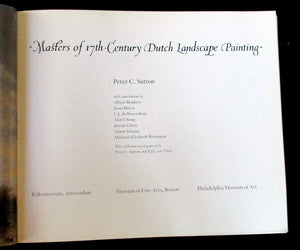 ·Masters of 17th-Century Dutch Landscape Painting·
Peter C. Sutton
with contributions by
Albert Blankert
Josua Bruyn
C. J. de Bruyn Kops
Alan Chong
Jeroen Giltay
Simon Schama
Marjorie Elizabeth Wieseman
This exhibition was organized by
Peter C. Sutton and P.J.J. van Thiel
Rijksmuseum, Amsterdam
Museum of Fine Arts, Boston
Philadelphia Museum of Art